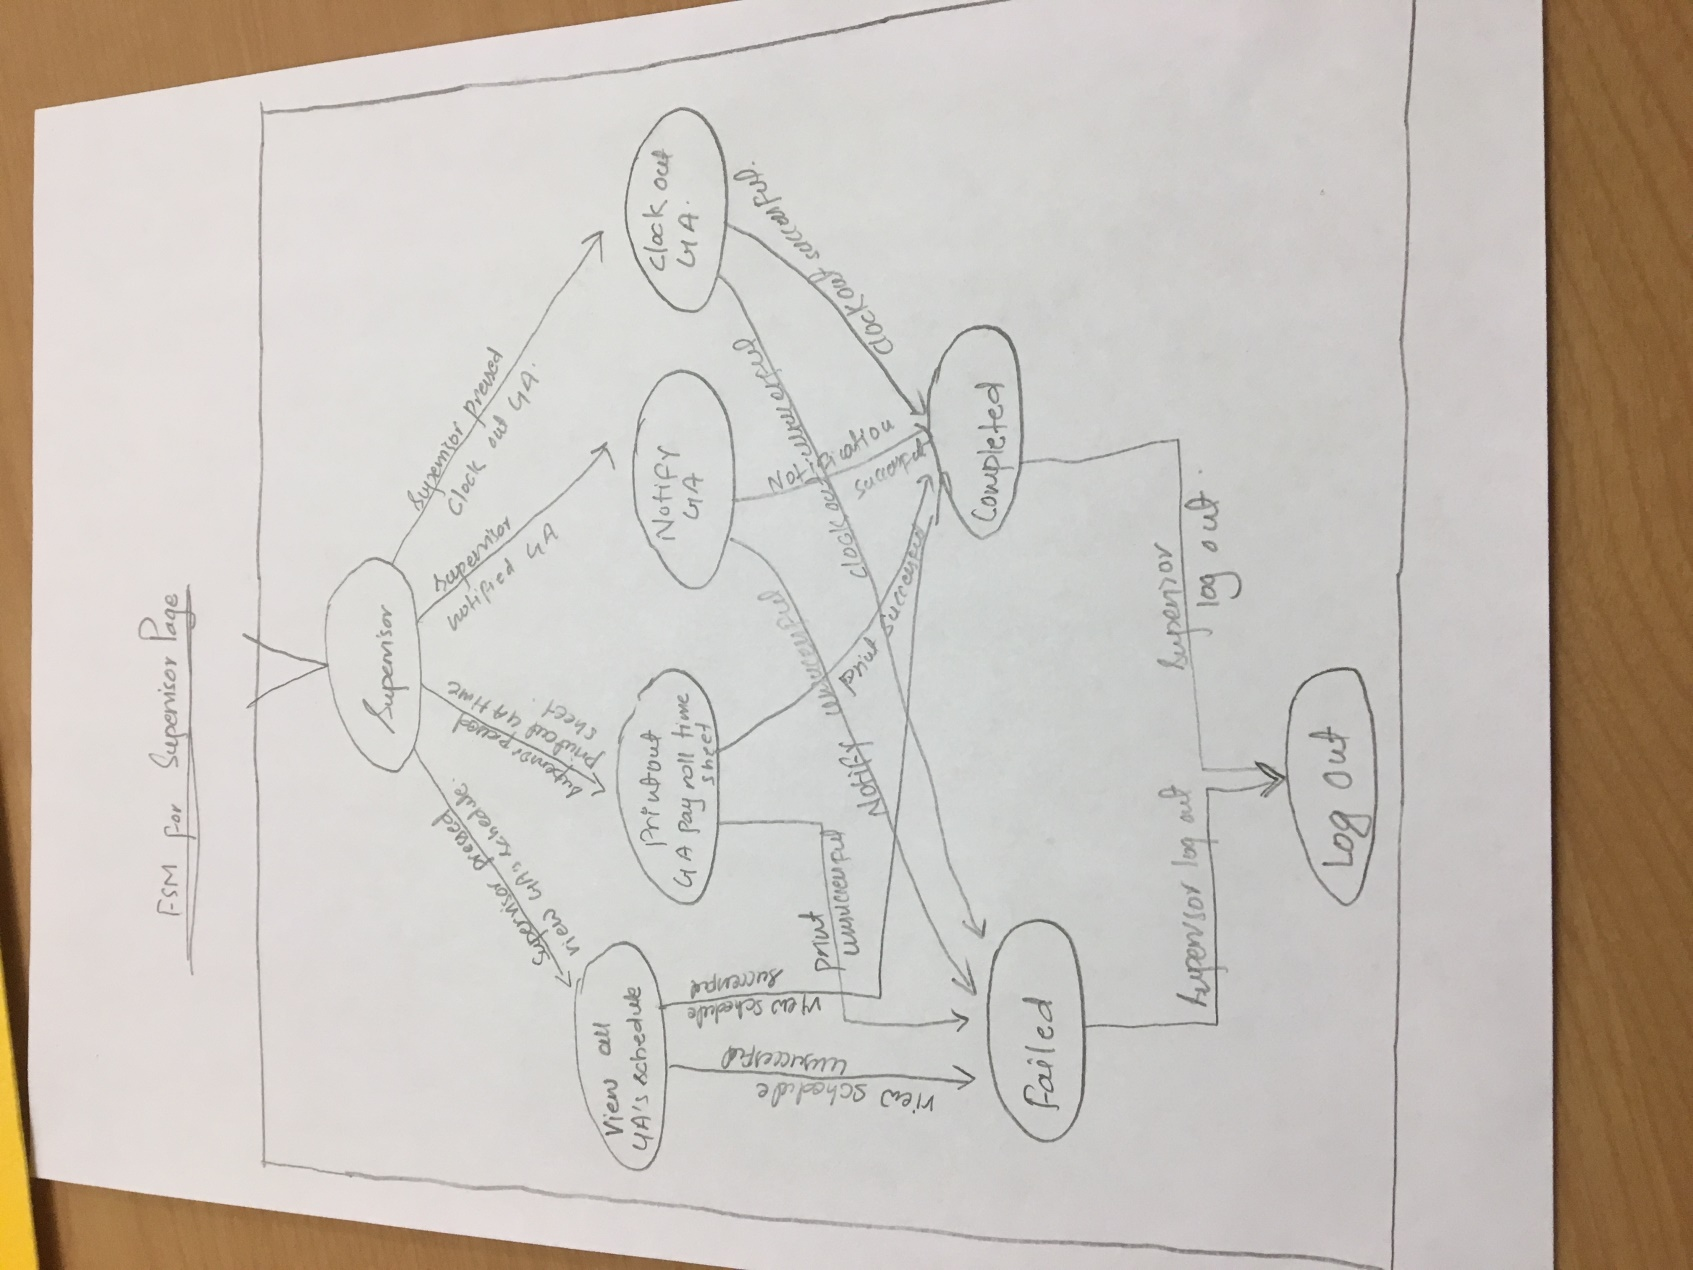 FSM for Supervisor Page
Supervisor
Supervisor pressed
view GA's schedule.
Supervisor pressed
printout GA time
sheet.
Supervisor
notified GA
Supervisor pressed
Clock out GA.
View all
GA's schedule
Printout
GA pay roll time
sheet
Notify
GA
Clock out
GA.
view schedule
unsuccessful
view schedule
successful
print
unsuccessful
print successful
Notify unsuccessful
Notification
successful
Clock out unsuccessful
Clock out successful.
Failed
Completed
Supervisor log out
Supervisor
log out.
Log Out